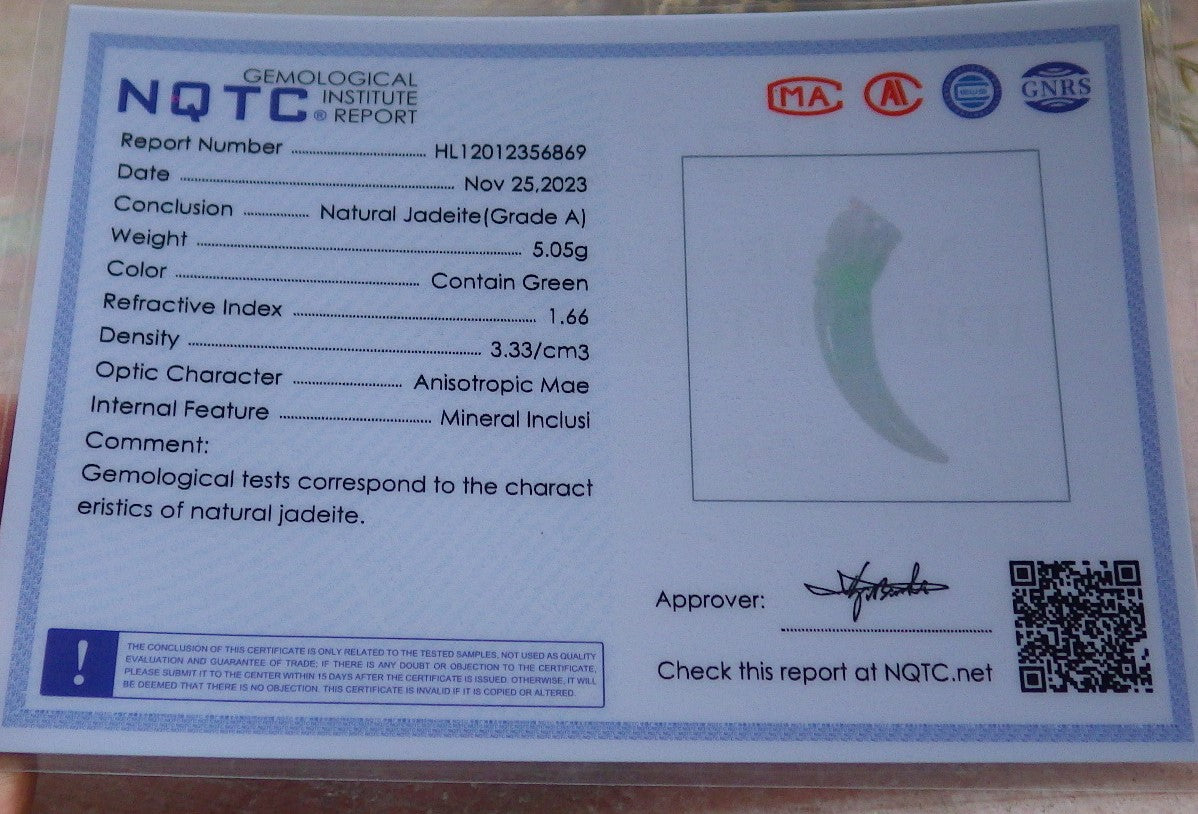 NQTC® GEMOLOGICAL INSTITUTE REPORT
MA
GNRS
Report Number HL12012356869
Date Nov 25,2023
Conclusion Natural Jadeite(Grade A)
Weight 5.05g
Color Contain Green
Refractive Index 1.66
Density 3.33/cm3
Optic Character Anisotropic Mae
Internal Feature Mineral Inclusi
Comment:
Gemological tests correspond to the charact
eristics of natural jadeite.
!
THE CONCLUSION OF THIS CERTIFICATE IS ONLY RELATED TO THE TESTED SAMPLES, NOT USED AS QUALITY
EVALUATION AND GUARANTEE OF TRADE; IF THERE IS ANY DOUBT OR OBJECTION TO THE CERTIFICATE,
PLEASE SUBMIT IT TO THE CENTER WITHIN 15 DAYS AFTER THE CERTIFICATE IS ISSUED. OTHERWISE, IT WILL
BE DEEMED THAT THERE IS NO OBJECTION. THIS CERTIFICATE IS INVALID IF IT IS COPIED OR ALTERED.
Approver:
Check this report at NQTC.net